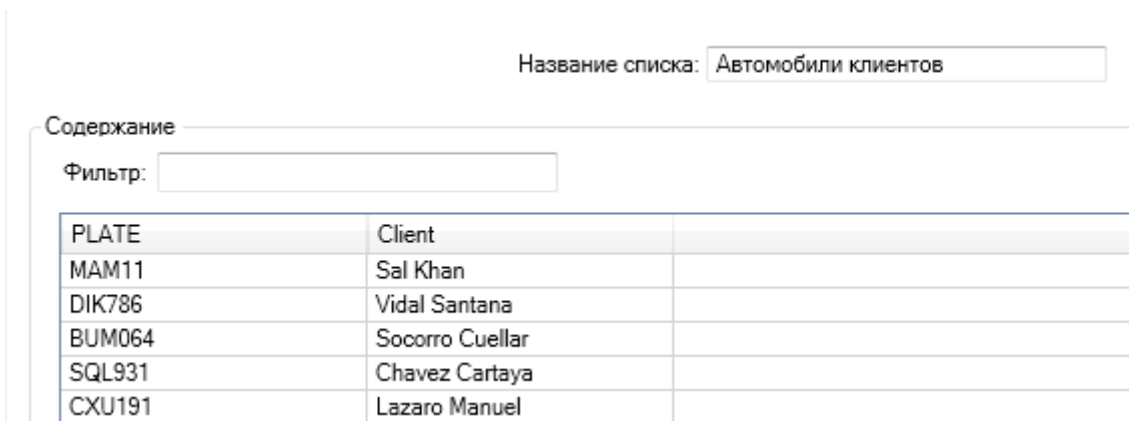 Название списка: Автомобили клиентов
Содержание
Фильтр:
PLATE Client
MAM11 Sal Khan
DIK786 Vidal Santana
BUM064 Socorro Cuellar
SQL931 Chavez Cartaya
CXU191 Lazaro Manuel